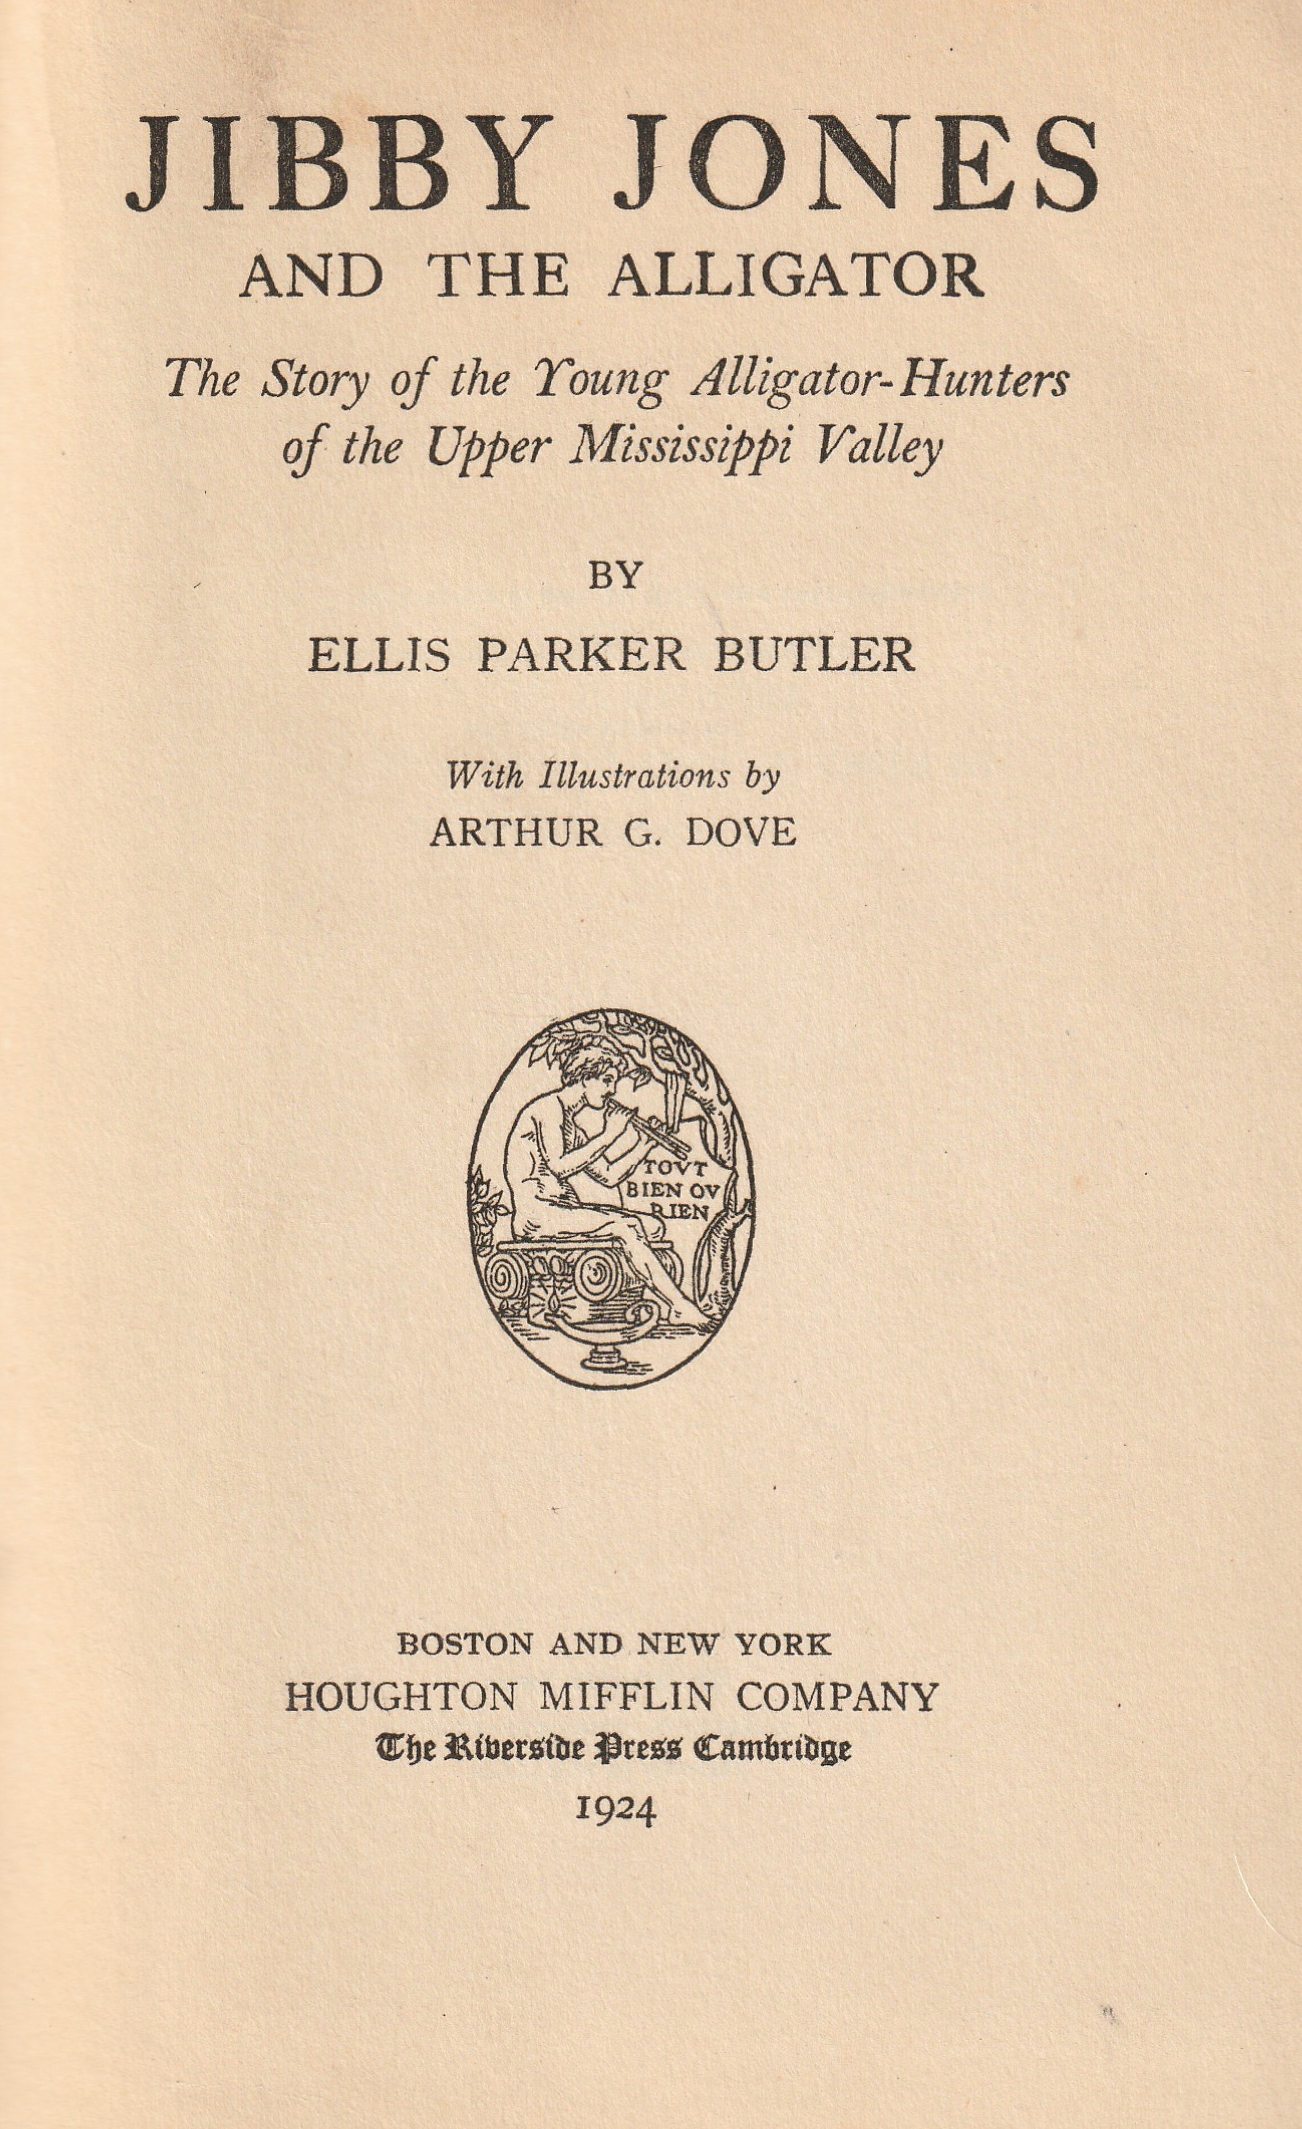 JIBBY JONES
AND THE ALLIGATOR
The Story of the Young Alligator-Hunters
of the Upper Mississippi Valley
BY
ELLIS PARKER BUTLER
With Illustrations by
ARTHUR G. DOVE
TOVT
BIEN OV
RIEN
BOSTON AND NEW YORK
HOUGHTON MIFFLIN COMPANY
The Riverside Press Cambridge
1924